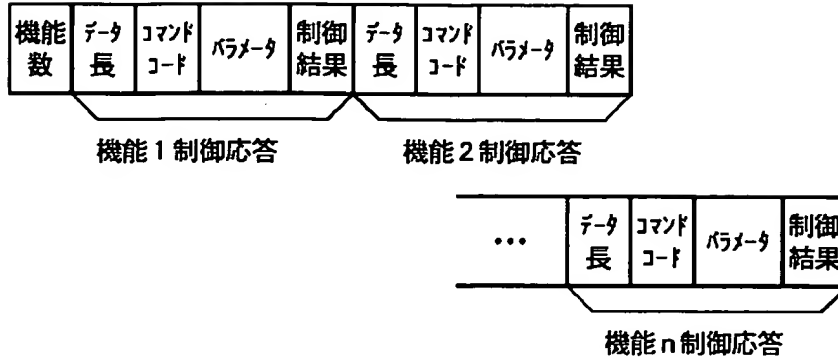 機能数
データ長
コマンドコード
パラメータ
制御結果
データ長
コマンドコード
パラメータ
制御結果
機能1制御応答
機能2制御応答
…
データ長
コマンドコード
パラメータ
制御結果
機能n制御応答